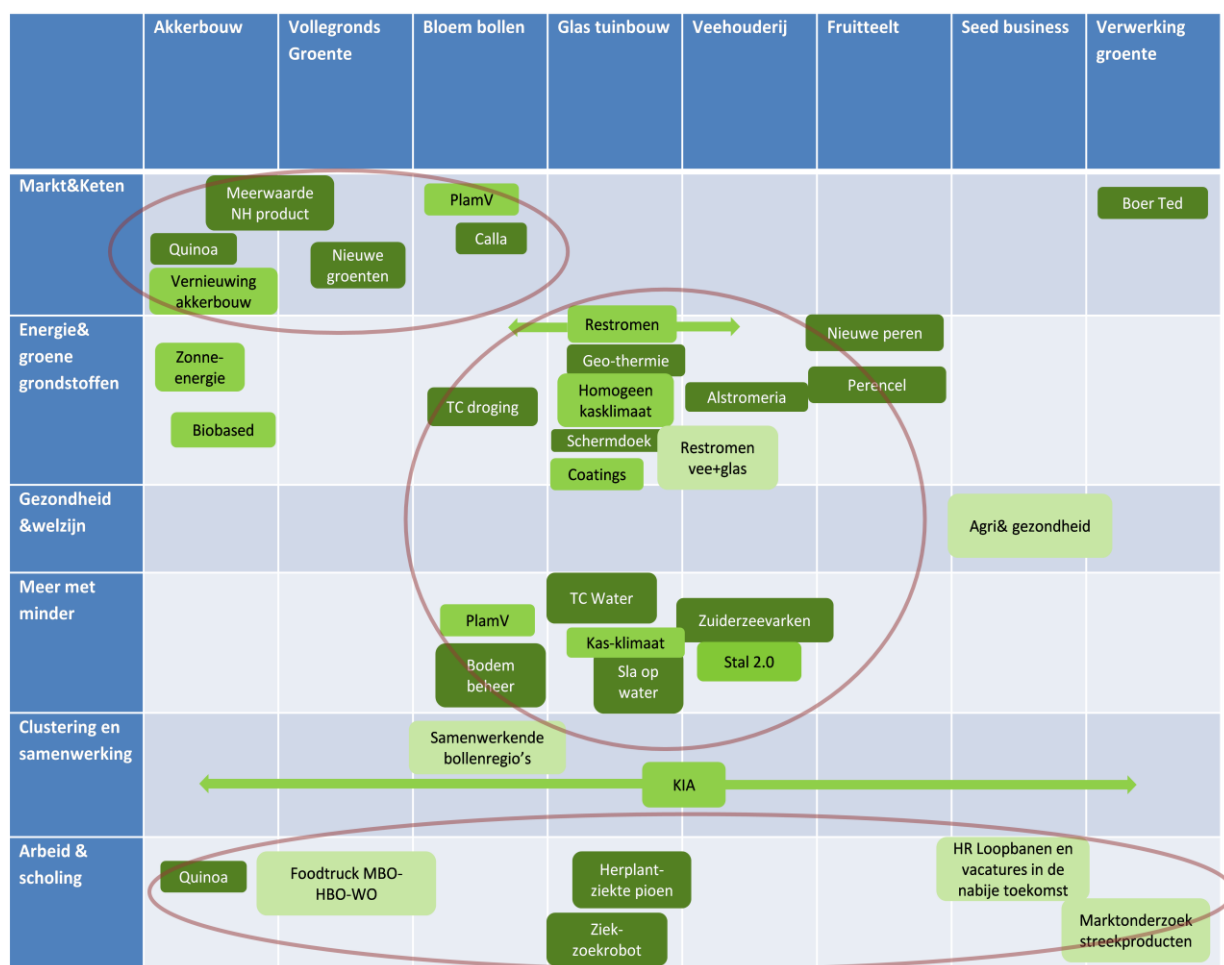 Akkerbouw
Vollegronds
Groente
Bloem bollen
Glas tuinbouw
Veehouderij
Fruitteelt
Seed business
Verwerking
groente
Markt&Keten
Meerwaarde
NH product
Quinoa
Nieuwe
groenten
Vernieuwing
akkerbouw
PlamV
Calla
Boer Ted
Energie&
groene
grondstoffen
Zonne-
energie
Biobased
TC droging
Restromen
Geo-thermie
Homogeen
kasklimaat
Schermdoek
Coatings
Alstromeria
Restromen
vee+glas
Nieuwe peren
Perencel
Gezondheid
&welzijn
Agri& gezondheid
Meer met
minder
PlamV
Bodem
beheer
TC Water
Kas-klimaat
Sla op
water
Zuiderzeevarken
Stal 2.0
Clustering en
samenwerking
Samenwerkende
bollenregio’s
KIA
Arbeid &
scholing
Quinoa
Foodtruck MBO-
HBO-WO
Herplant-
ziekte pioen
Ziek-
zoekrobot
HR Loopbanen en
vacatures in de
nabije toekomst
Marktonderzoek
streekproducten